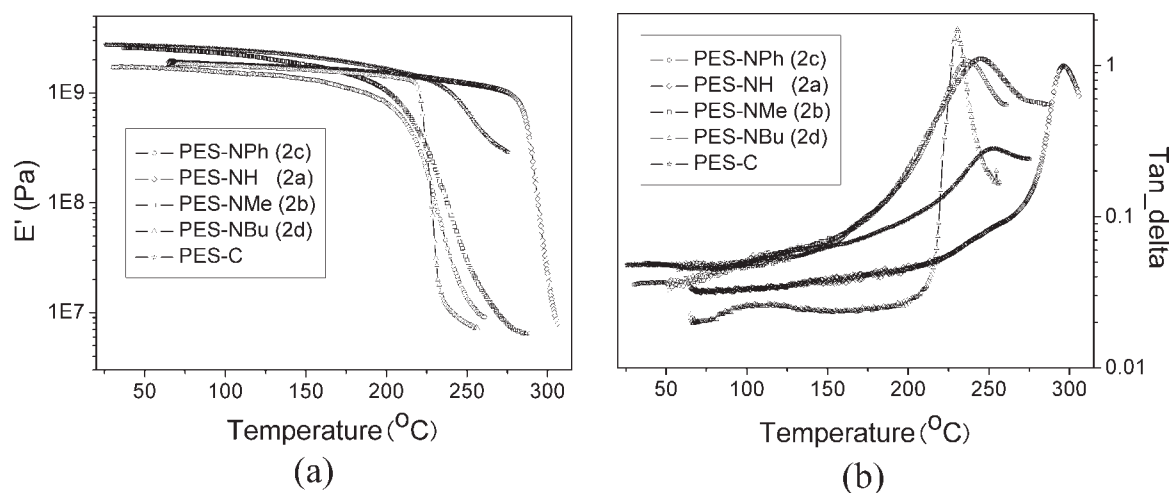 E' (Pa)
1E9
1E8
1E7
PES-NPh (2c)
PES-NH (2a)
PES-NMe (2b)
PES-NBu (2d)
PES-C
50 100 150 200 250 300
Temperature(°C)
(a)
PES-NPh (2c)
PES-NH (2a)
PES-NMe (2b)
PES-NBu (2d)
PES-C
1
0.1
0.01
Tan_delta
50 100 150 200 250 300
Temperature(°C)
(b)